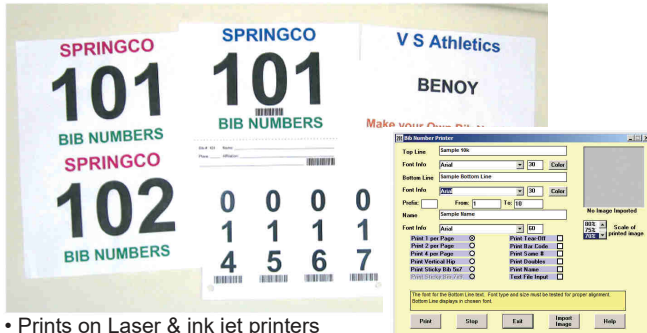 SPRINGCO
101
BIB NUMBERS
SPRINGCO
102
BIB NUMBERS
SPRINGCO
101
BIB NUMBERS
Name
Affiliation
0 0 0 0
1 1 1 1
4 5 6 7
V S Athletics
BENOY
Make your Own Bib
Bib Number Printer
Top Line Sample 10k
Font Info Arial 30 Color
Bottom Line Sample Bottom Line
Font Info Arial 30 Color
Prefix: From: 1 To: 10
Name Sample Name
Font Info Arial 60
No Image Imported
80%
75%
70%
Scale of printed image
Print 1 per Page Print Tear-Off
Print 2 per Page Print Bar Code
Print 4 per Page Print Same #
Print Vertical Hip Print Doubles
Print Sticky Bib 5x7 Print Name
Text File Input
The font for the Bottom Line text. Font type and size must be tested for proper alignment.
Bottom Line displays in chosen font.
Print Stop Exit Import Image Help
• Prints on Laser & ink jet printers